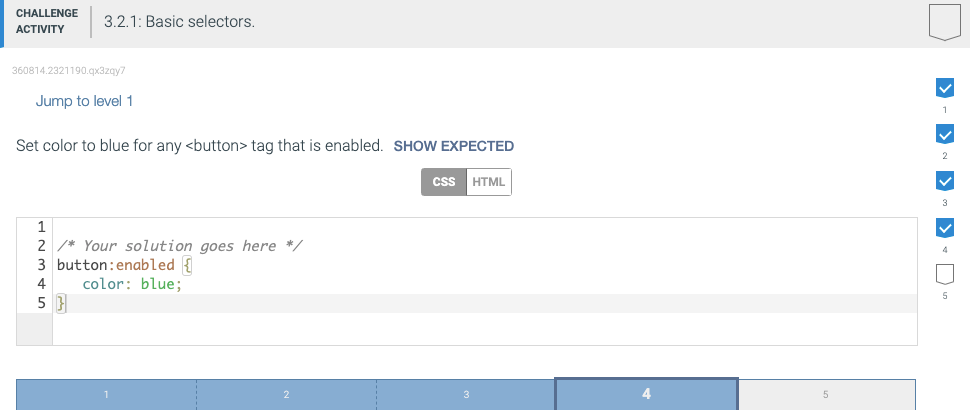 CHALLENGE
ACTIVITY
3.2.1: Basic selectors.
360814.2321190.qx3zqy7
Jump to level 1
1
Set color to blue for any <button> tag that is enabled. SHOW EXPECTED
2
CSS HTML
3
1
2 /* Your solution goes here */
3 button:enabled {
4 color: blue;
5 }
4
5
1 2 3 4 5